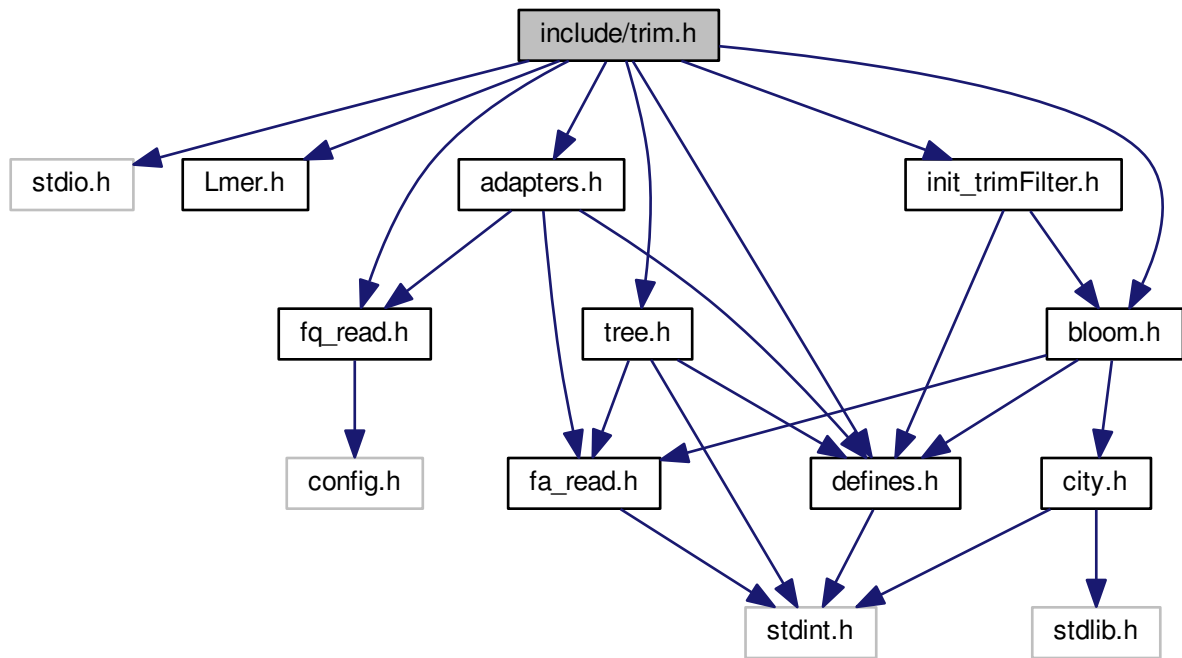 include/trim.h
stdio.h
Lmer.h
adapters.h
init_trimFilter.h
fq_read.h
tree.h
bloom.h
config.h
fa_read.h
defines.h
city.h
stdint.h
stdlib.h